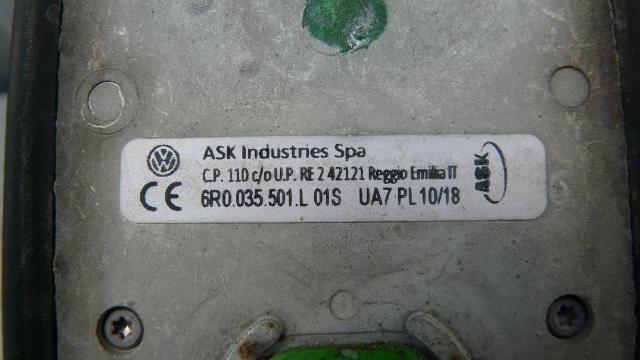 ASK Industries Spa
C.P. 110 c/o U.P. RE 2 42121 Reggio Emilia IT
6R0.035.501.L 01S UA7 PL 10/18
ASK